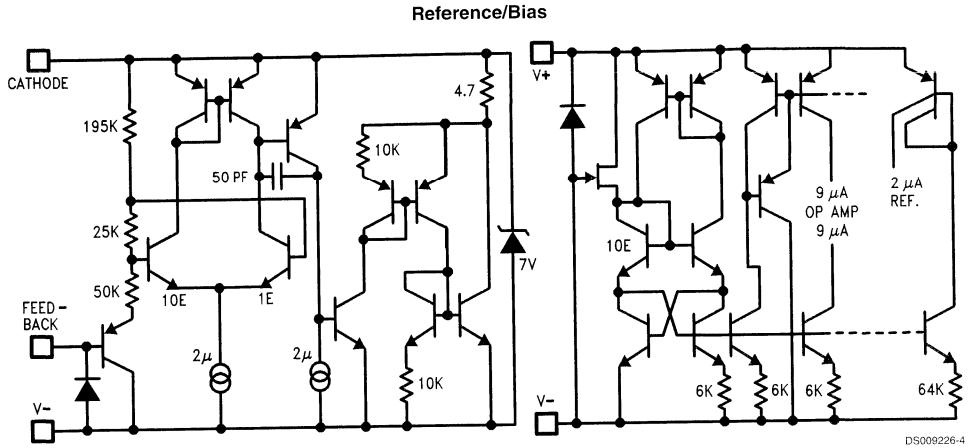 Reference/Bias
CATHODE
195K
50 PF
25K
50K
10E
1E
FEED-
BACK
V-
2µ
2µ
10K
4.7
10K
7V
V+
10E
9 µA
OP AMP
9 µA
2 µA
REF.
6K
6K
6K
64K
V-
DS009226-4